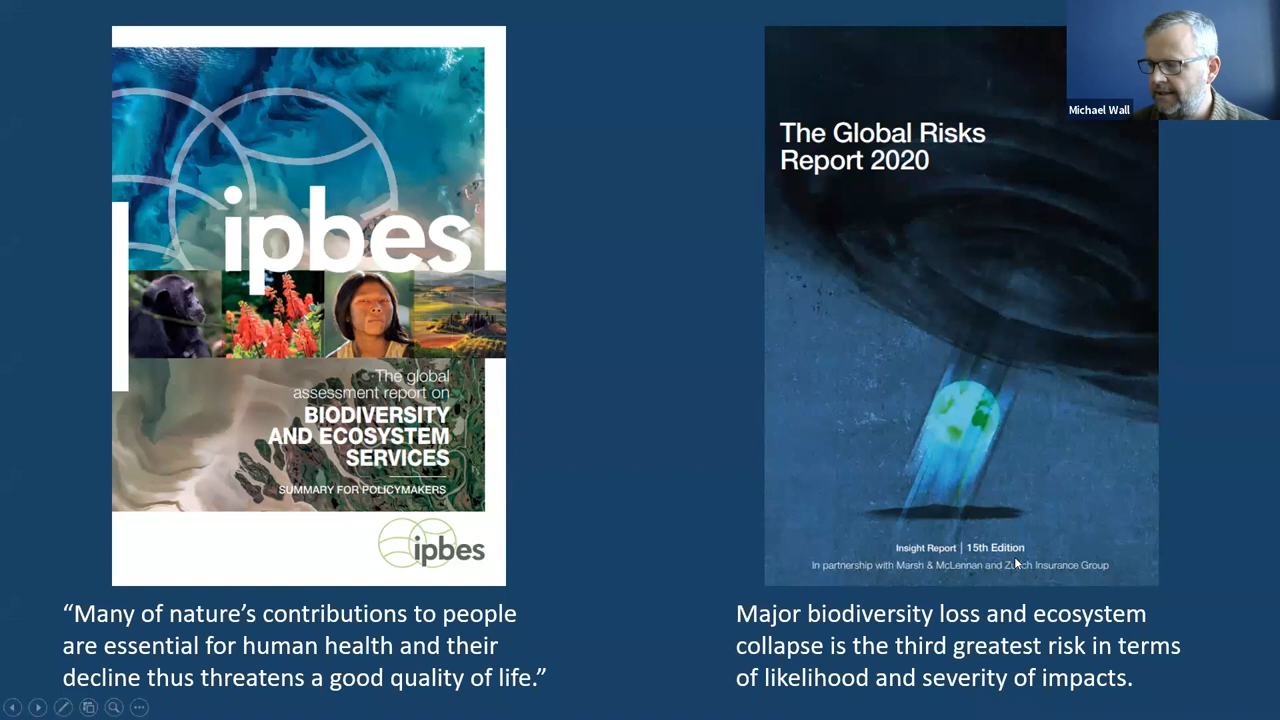 ipbes
The global
assessment report on
BIODIVERSITY
AND ECOSYSTEM
SERVICES
SUMMARY FOR POLICYMAKERS
ipbes
“Many of nature’s contributions to people
are essential for human health and their
decline thus threatens a good quality of life.”
The Global Risks
Report 2020
Insight Report | 15th Edition
In partnership with Marsh & McLennan and Zurich Insurance Group
Major biodiversity loss and ecosystem
collapse is the third greatest risk in terms
of likelihood and severity of impacts.
Michael Wall